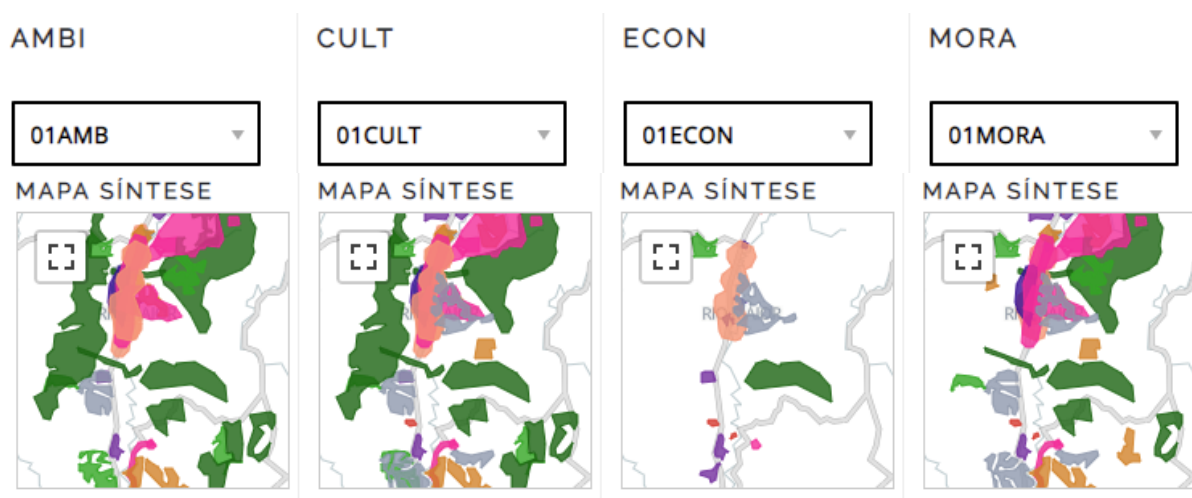 AMBI CULT ECON MORA
01AMB 01CULT 01ECON 01MORA
MAPA SÍNTESE MAPA SÍNTESE MAPA SÍNTESE MAPA SÍNTESE